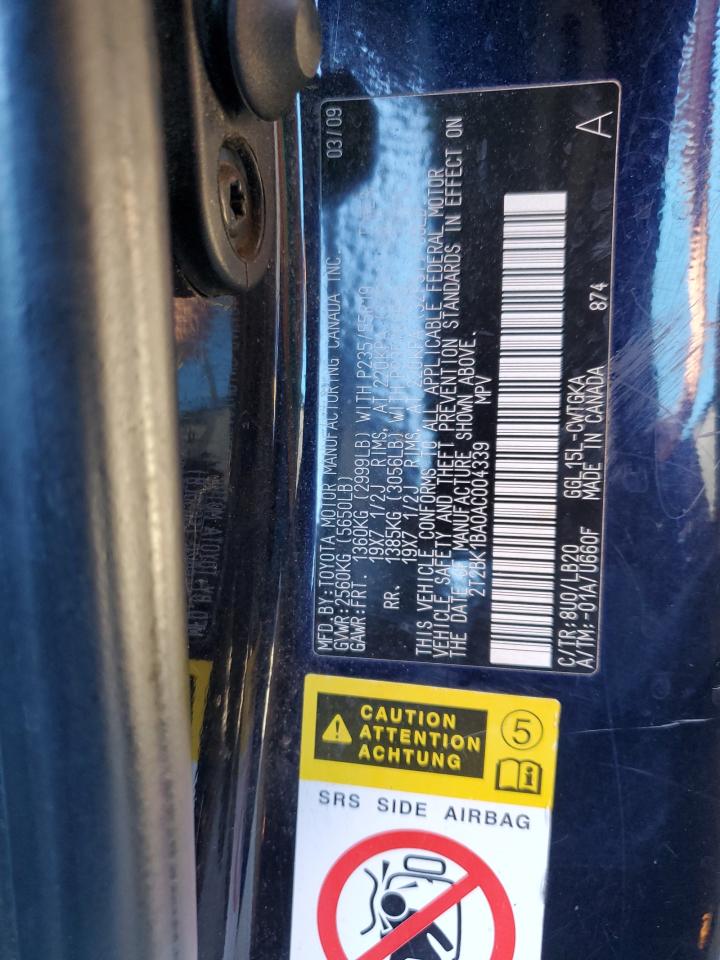 MFD.BY:TOYOTA MOTOR MANUFACTURING CANADA INC. 03/09
GVWR:2560KG (5650LB)
GAWR:FRT. 1360KG (2999LB) WITH P235/55R19
19X7 1/2J RIMS, AT 220KPA
RR. 1385KG (3056LB) WITH
19X7 1/2J RIMS, AT
THIS VEHICLE CONFORMS TO ALL APPLICABLE FEDERAL MOTOR
VEHICLE SAFETY AND THEFT PREVENTION STANDARDS IN EFFECT ON
THE DATE OF MANUFACTURE SHOWN ABOVE.
2T2BK1BA0AC004339 MPV
C/TR:8U0/LB20 GGL15L-CWTGKA 874 A
A/TM:-01A/U660F MADE IN CANADA
CAUTION
ATTENTION
ACHTUNG
5
i
SRS SIDE AIRBAG